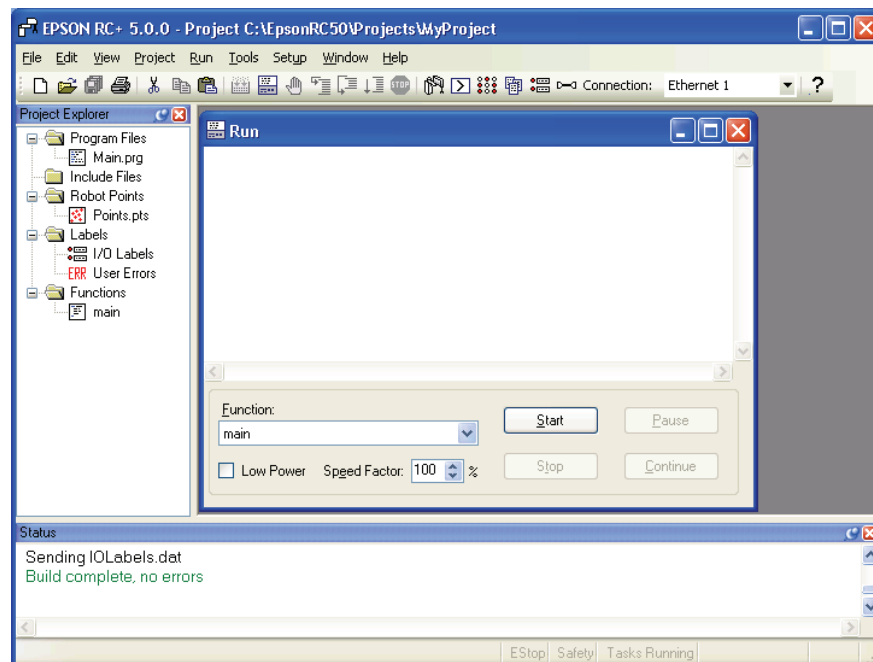 EPSON RC+ 5.0.0 - Project C:\EpsonRC50\Projects\MyProject
File Edit View Project Run Tools Setup Window Help
STOP Connection: Ethernet 1 ?
Project Explorer
Program Files
Main.prg
Include Files
Robot Points
Points.pts
Labels
I/O Labels
ERR User Errors
Functions
main
Run
Function:
main
Start Pause
Low Power Speed Factor: 100 %
Stop Continue
Status
Sending IOLabels.dat
Build complete, no errors
EStop Safety Tasks Running